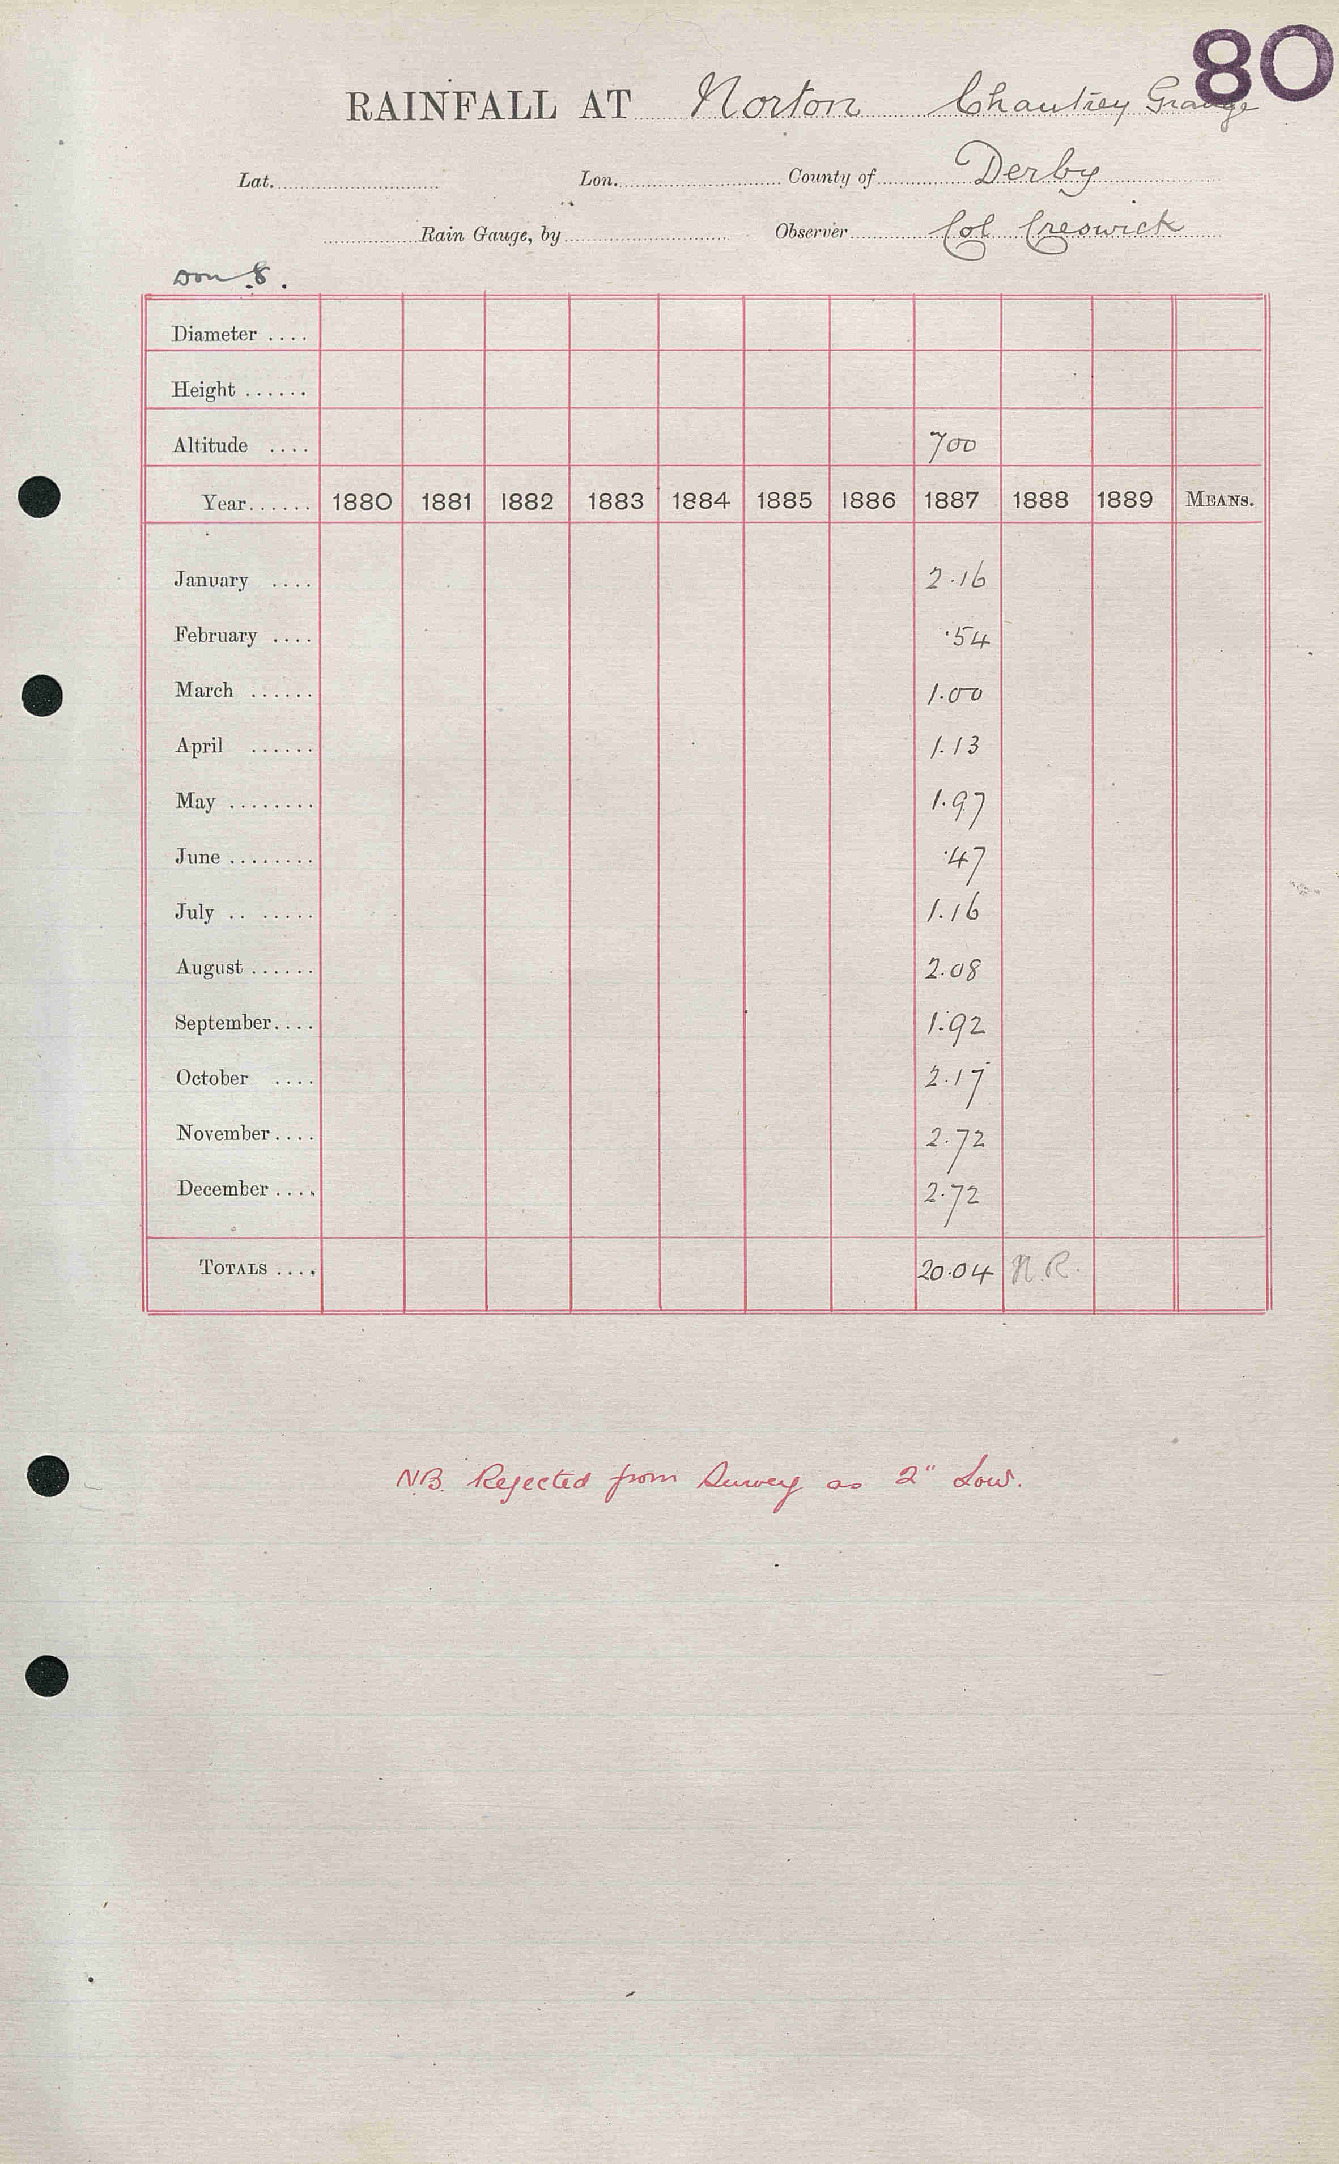 80
RAINFALL AT Norton Chantrey Grange
Lat. Lon. County of Derby
Rain Gauge, by Observer Col Creswick
Don 8.
Diameter ....
Height ......
Altitude .... 700
Year...... 1880 1881 1882 1883 1884 1885 1886 1887 1888 1889 MEANS.
January .... 2.16
February .... .54
March ...... 1.00
April ...... 1.13
May ........ 1.97
June ........ .47
July .. ...... 1.16
August ...... 2.08
September.... 1.92
October .... 2.17
November.... 2.72
December .... 2.72
TOTALS .... 20.04 N.R.
NB. Rejected from Survey as 2" Low.